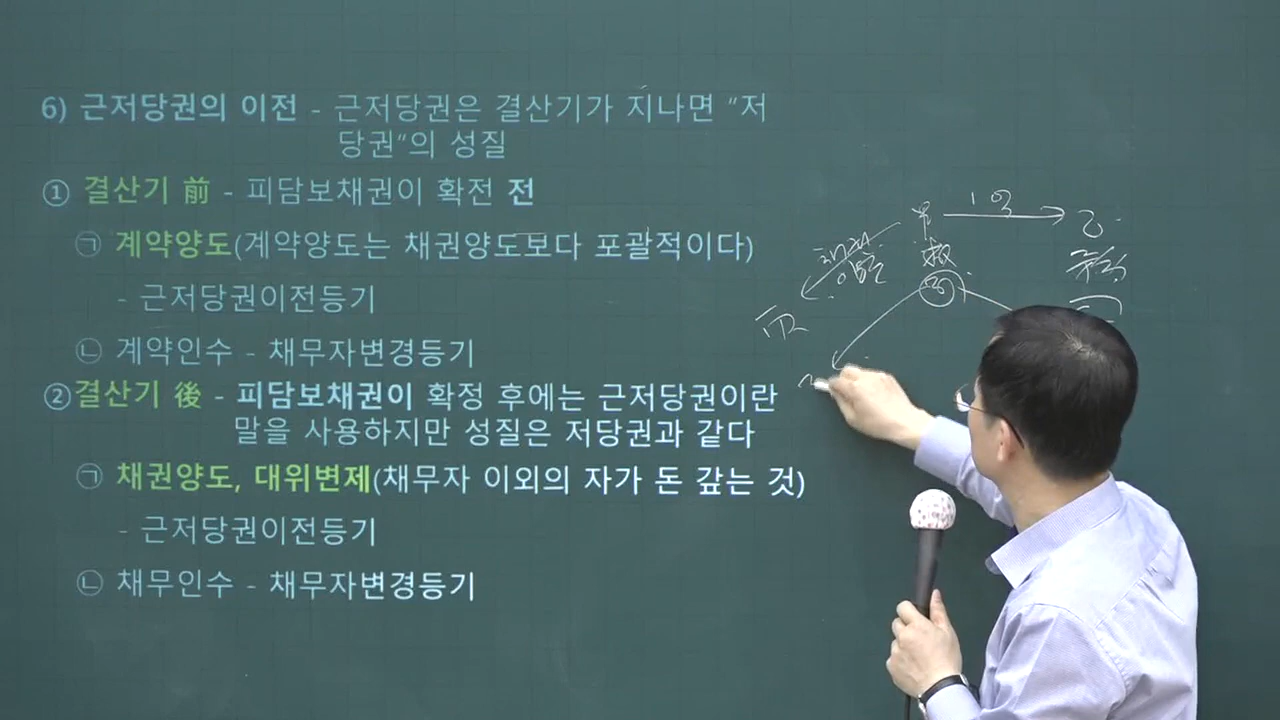 6) 근저당권의 이전 - 근저당권은 결산기가 지나면 "저
당권"의 성질
① 결산기 前 - 피담보채권이 확전 전
㉠ 계약양도(계약양도는 채권양도보다 포괄적이다)
- 근저당권이전등기
㉡ 계약인수 - 채무자변경등기
②결산기 後 - 피담보채권이 확정 후에는 근저당권이란
말을 사용하지만 성질은 저당권과 같다
㉠ 채권양도, 대위변제(채무자 이외의 자가 돈 갚는 것)
- 근저당권이전등기
㉡ 채무인수 - 채무자변경등기
1억
乙